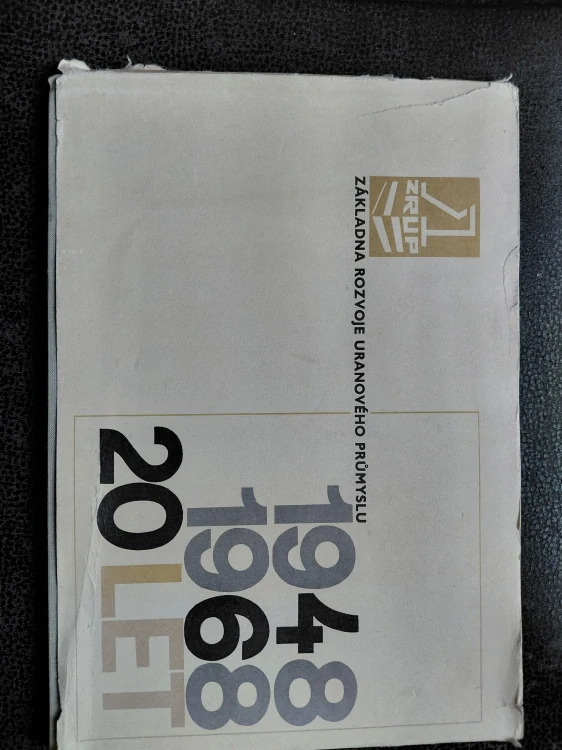 ZRUP
ZÁKLADNA ROZVOJE URANOVÉHO PRŮMYSLU
1948
1968
20 LET